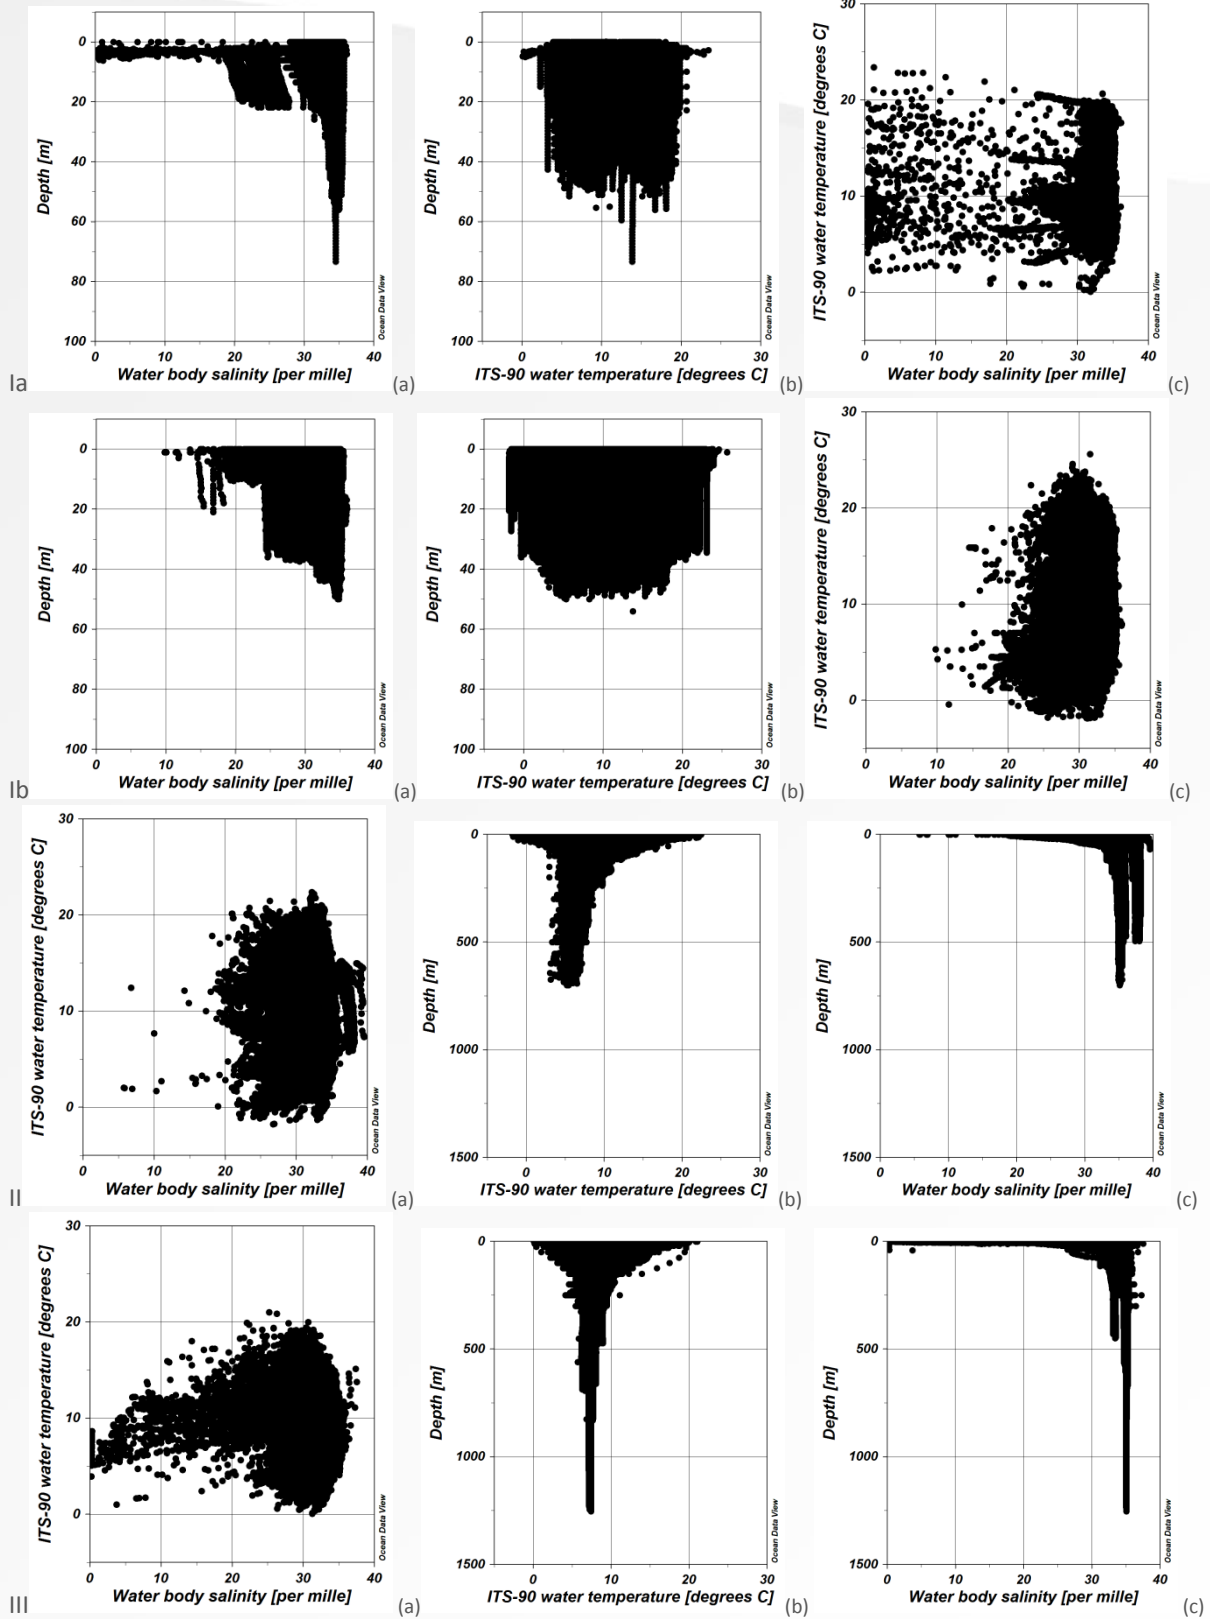 0
20
40
60
80
100
Depth [m]
0 10 20 30 40
Water body salinity [per mille]
Ocean Data View
Ia
(a)
0
20
40
60
80
100
Depth [m]
0 10 20 30
ITS-90 water temperature [degrees C]
Ocean Data View
(b)
30
20
10
0
ITS-90 water temperature [degrees C]
0 10 20 30 40
Water body salinity [per mille]
Ocean Data View
(c)
0
20
40
60
80
100
Depth [m]
0 10 20 30 40
Water body salinity [per mille]
Ocean Data View
Ib
(a)
0
20
40
60
80
100
Depth [m]
0 10 20 30
ITS-90 water temperature [degrees C]
Ocean Data View
(b)
30
20
10
0
ITS-90 water temperature [degrees C]
0 10 20 30 40
Water body salinity [per mille]
Ocean Data View
(c)
30
20
10
0
ITS-90 water temperature [degrees C]
0 10 20 30 40
Water body salinity [per mille]
Ocean Data View
II
(a)
0
500
1000
1500
Depth [m]
0 10 20 30
ITS-90 water temperature [degrees C]
Ocean Data View
(b)
0
500
1000
1500
Depth [m]
0 10 20 30 40
Water body salinity [per mille]
Ocean Data View
(c)
30
20
10
0
ITS-90 water temperature [degrees C]
0 10 20 30 40
Water body salinity [per mille]
Ocean Data View
III
(a)
0
500
1000
1500
Depth [m]
0 10 20 30
ITS-90 water temperature [degrees C]
Ocean Data View
(b)
0
500
1000
1500
Depth [m]
0 10 20 30 40
Water body salinity [per mille]
Ocean Data View
(c)